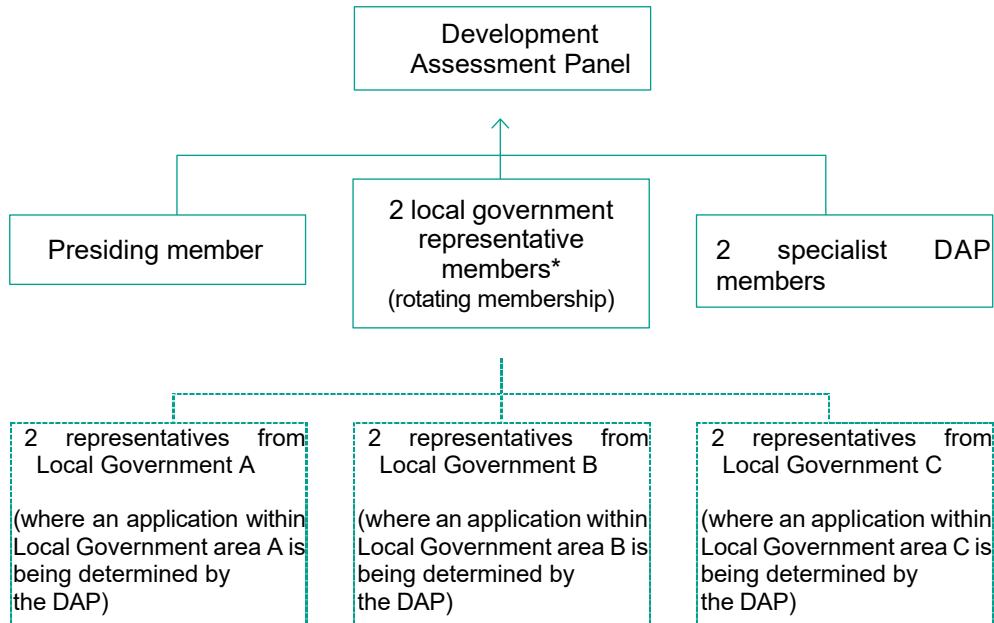 Development
Assessment Panel
Presiding member
2 local government
representative
members*
(rotating membership)
2 specialist DAP
members
2 representatives from
Local Government A
(where an application within
Local Government area A is
being determined by
the DAP)
2 representatives from
Local Government B
(where an application within
Local Government area B is
being determined by
the DAP)
2 representatives from
Local Government C
(where an application within
Local Government area C is
being determined by
the DAP)